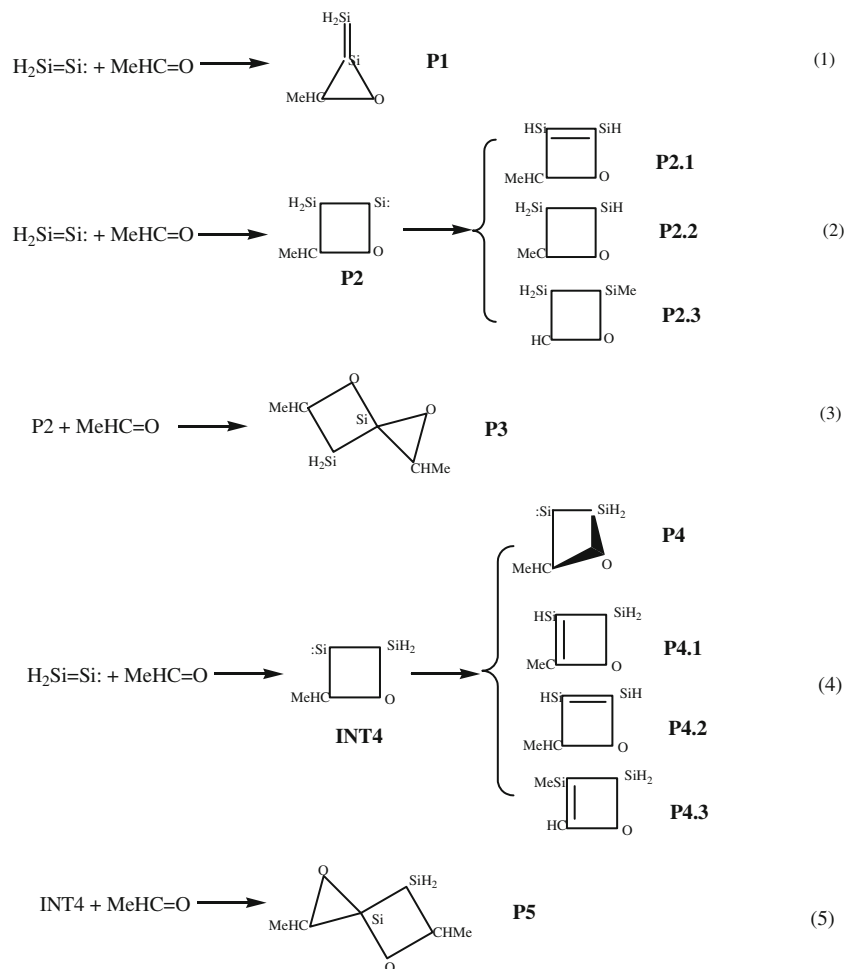 H₂Si
Si
MeHC
O
P1
H₂Si=Si: + MeHC=O
(1)
HSi
SiH
MeHC
O
P2.1
H₂Si
Si:
MeHC
O
P2
H₂Si=Si: + MeHC=O
H₂Si
SiH
MeC
O
P2.2
(2)
H₂Si
SiMe
HC
O
P2.3
P2 + MeHC=O
O
MeHC
Si
O
H₂Si
CHMe
P3
(3)
:Si
SiH₂
MeHC
O
P4
HSi
SiH₂
MeC
O
P4.1
H₂Si=Si: + MeHC=O
:Si
SiH₂
MeHC
O
INT4
(4)
HSi
SiH
MeHC
O
P4.2
MeSi
SiH₂
HC
O
P4.3
INT4 + MeHC=O
O
SiH₂
MeHC
Si
CHMe
O
P5
(5)